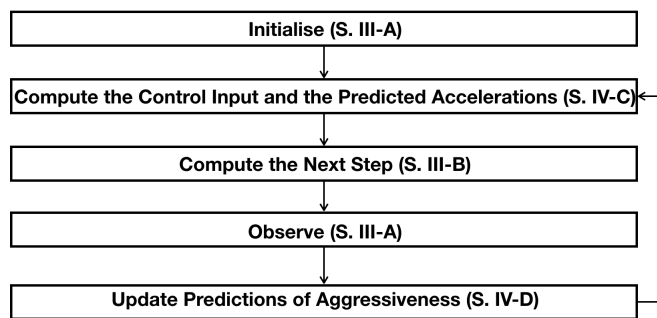 Initialise (S. III-A)
Compute the Control Input and the Predicted Accelerations (S. IV-C)
Compute the Next Step (S. III-B)
Observe (S. III-A)
Update Predictions of Aggressiveness (S. IV-D)